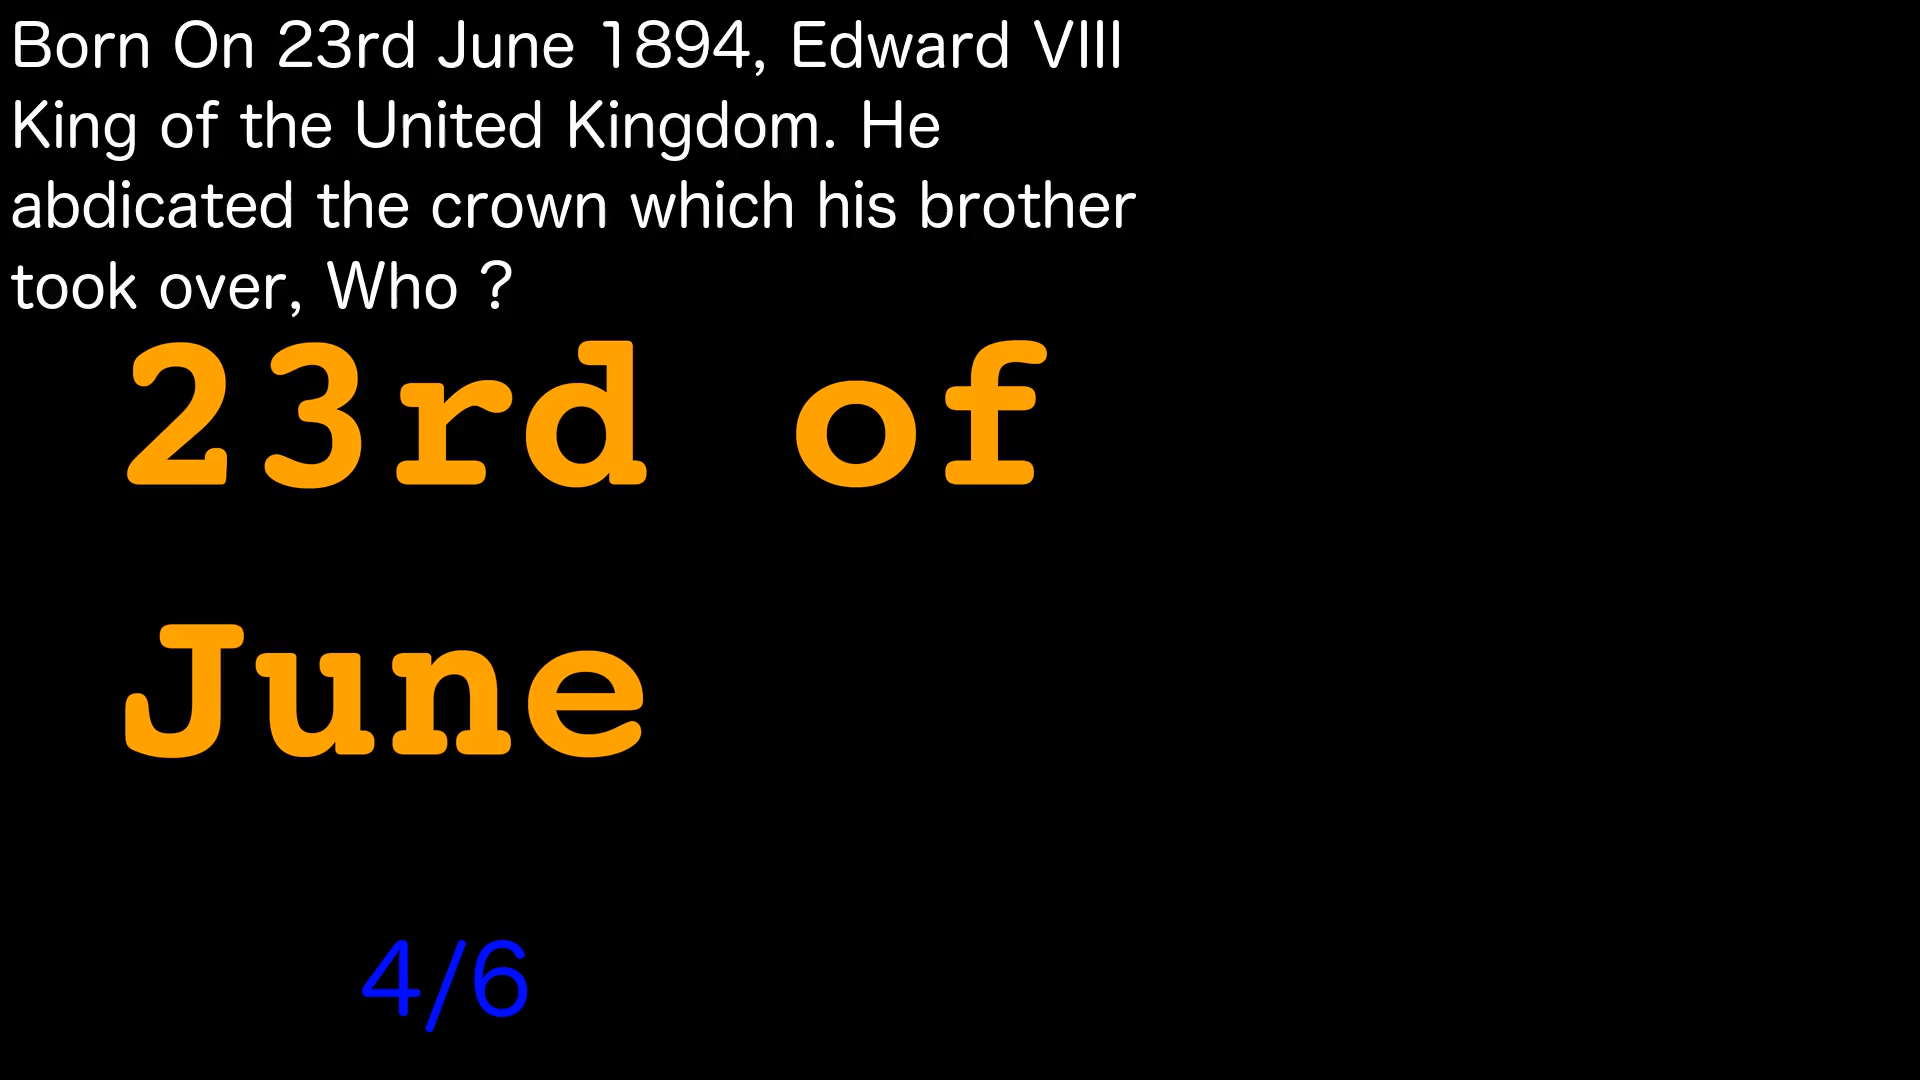 Born On 23rd June 1894, Edward VIII
King of the United Kingdom. He
abdicated the crown which his brother
took over, Who ?
23rd of
June
4/6